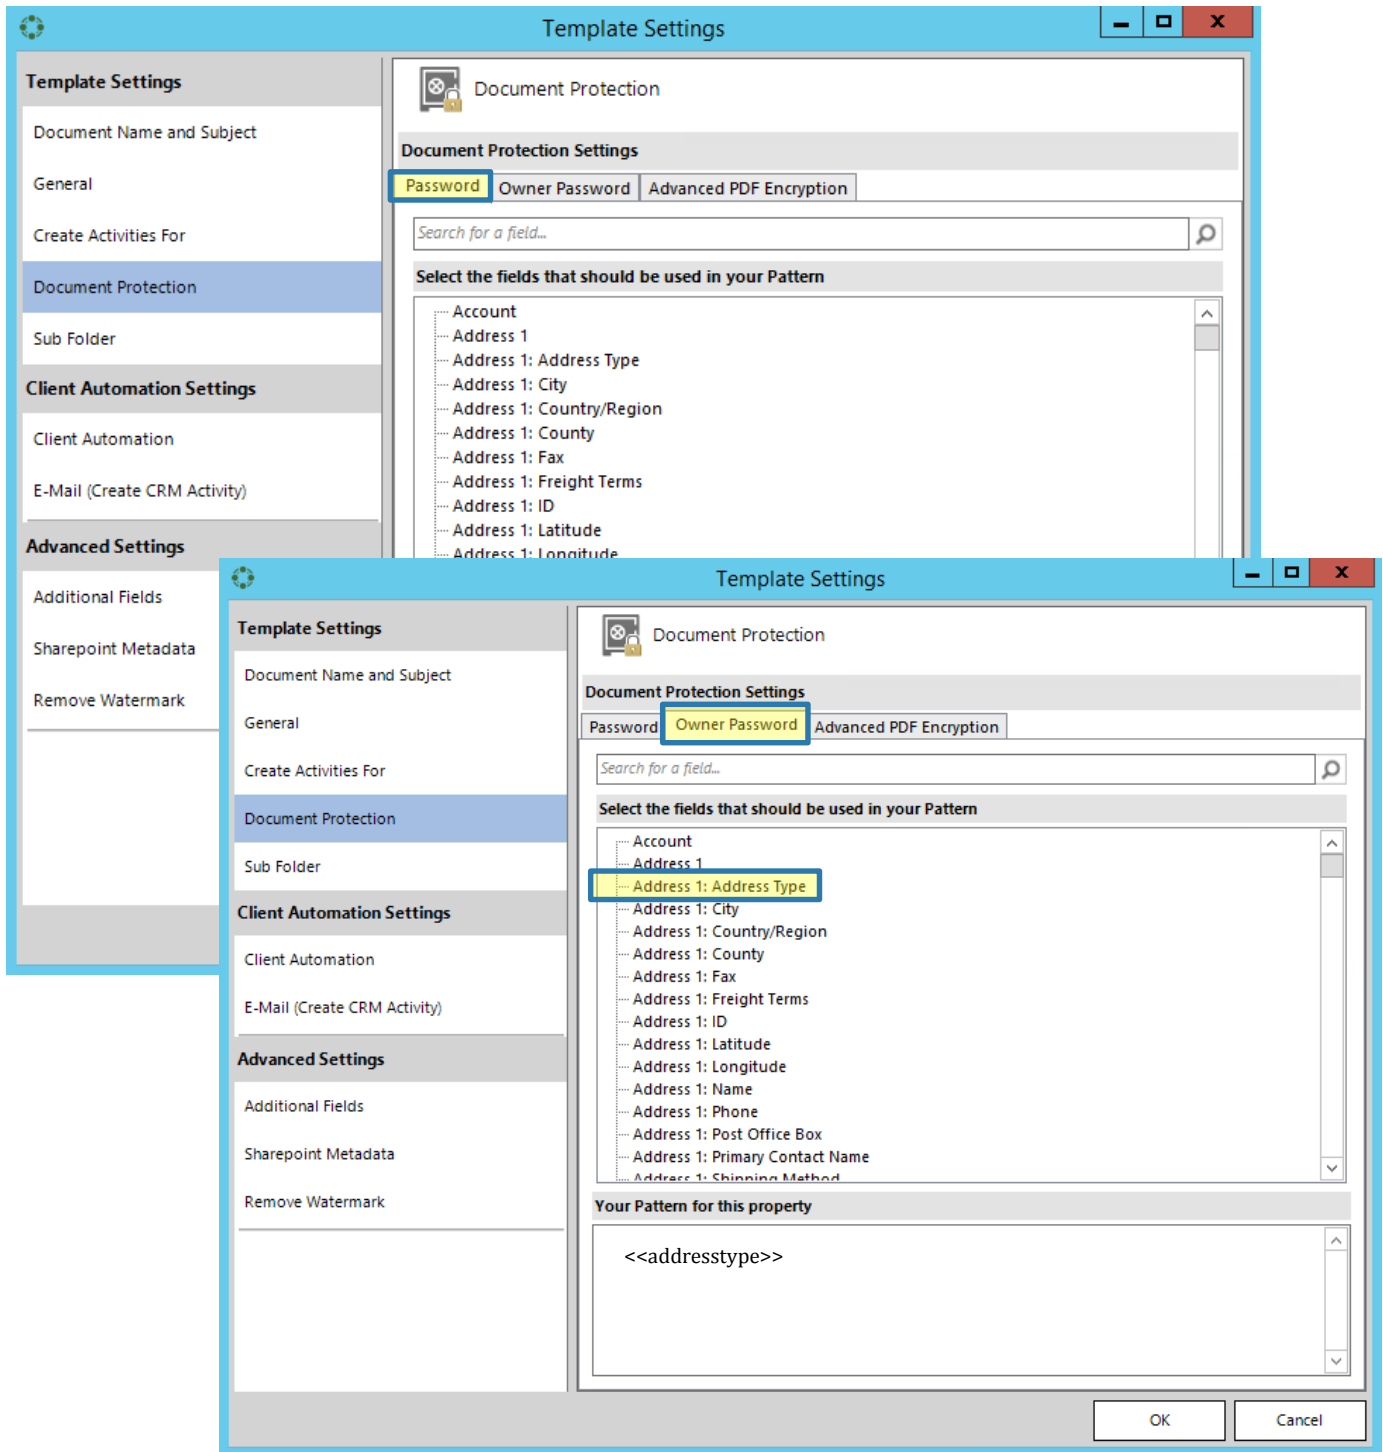 Template Settings
Template Settings
Document Name and Subject
General
Create Activities For
Document Protection
Sub Folder
Client Automation Settings
Client Automation
E-Mail (Create CRM Activity)
Advanced Settings
Additional Fields
Sharepoint Metadata
Remove Watermark
Document Protection
Document Protection Settings
Password Owner Password Advanced PDF Encryption
Search for a field...
Select the fields that should be used in your Pattern
Account
Address 1
Address 1: Address Type
Address 1: City
Address 1: Country/Region
Address 1: County
Address 1: Fax
Address 1: Freight Terms
Address 1: ID
Address 1: Latitude
Address 1: Longitude
Template Settings
Template Settings
Document Name and Subject
General
Create Activities For
Document Protection
Sub Folder
Client Automation Settings
Client Automation
E-Mail (Create CRM Activity)
Advanced Settings
Additional Fields
Sharepoint Metadata
Remove Watermark
Document Protection
Document Protection Settings
Password Owner Password Advanced PDF Encryption
Search for a field...
Select the fields that should be used in your Pattern
Account
Address 1
Address 1: Address Type
Address 1: City
Address 1: Country/Region
Address 1: County
Address 1: Fax
Address 1: Freight Terms
Address 1: ID
Address 1: Latitude
Address 1: Longitude
Address 1: Name
Address 1: Phone
Address 1: Post Office Box
Address 1: Primary Contact Name
Address 1: Shipping Method
Your Pattern for this property
<<addresstype>>
OK Cancel